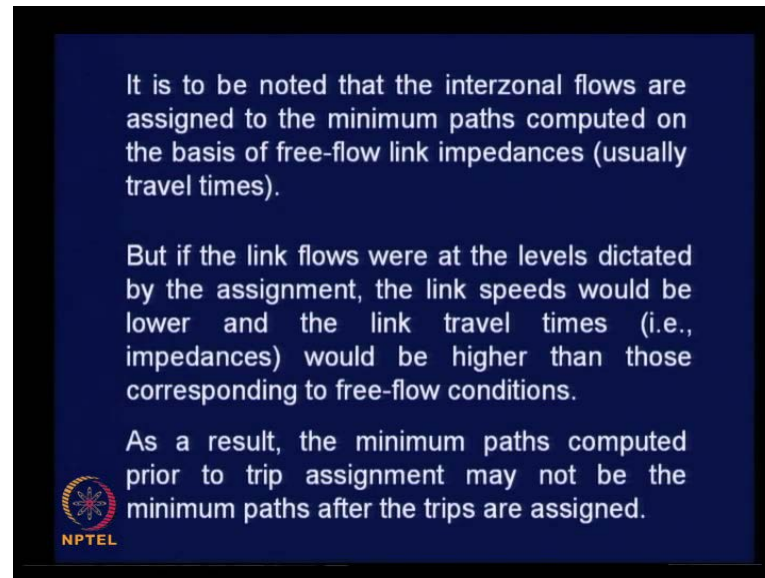 It is to be noted that the interzonal flows are
assigned to the minimum paths computed on
the basis of free-flow link impedances (usually
travel times).
But if the link flows were at the levels dictated
by the assignment, the link speeds would be
lower and the link travel times (i.e.,
impedances) would be higher than those
corresponding to free-flow conditions.
As a result, the minimum paths computed
prior to trip assignment may not be the
minimum paths after the trips are assigned.
NPTEL